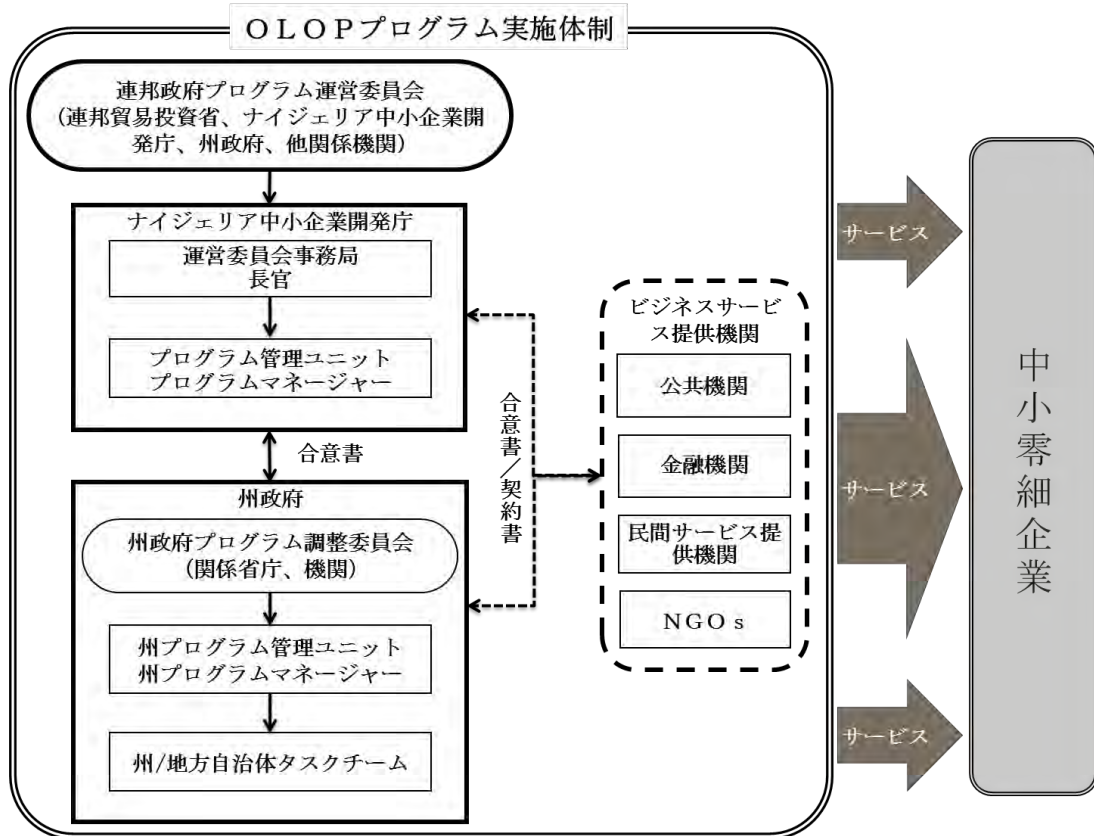 OLOPプログラム実施体制
連邦政府プログラム運営委員会
(連邦貿易投資省、ナイジェリア中小企業開
発庁、州政府、他関係機関)
ナイジェリア中小企業開発庁
運営委員会事務局
長官
プログラム管理ユニット
プログラムマネージャー
合意書
州政府
州政府プログラム調整委員会
(関係省庁、機関)
州プログラム管理ユニット
州プログラムマネージャー
州/地方自治体タスクチーム
合意書/契約書
ビジネスサービ
ス提供機関
公共機関
金融機関
民間サービス提
供機関
NGOs
サービス
サービス
サービス
中小零細企業